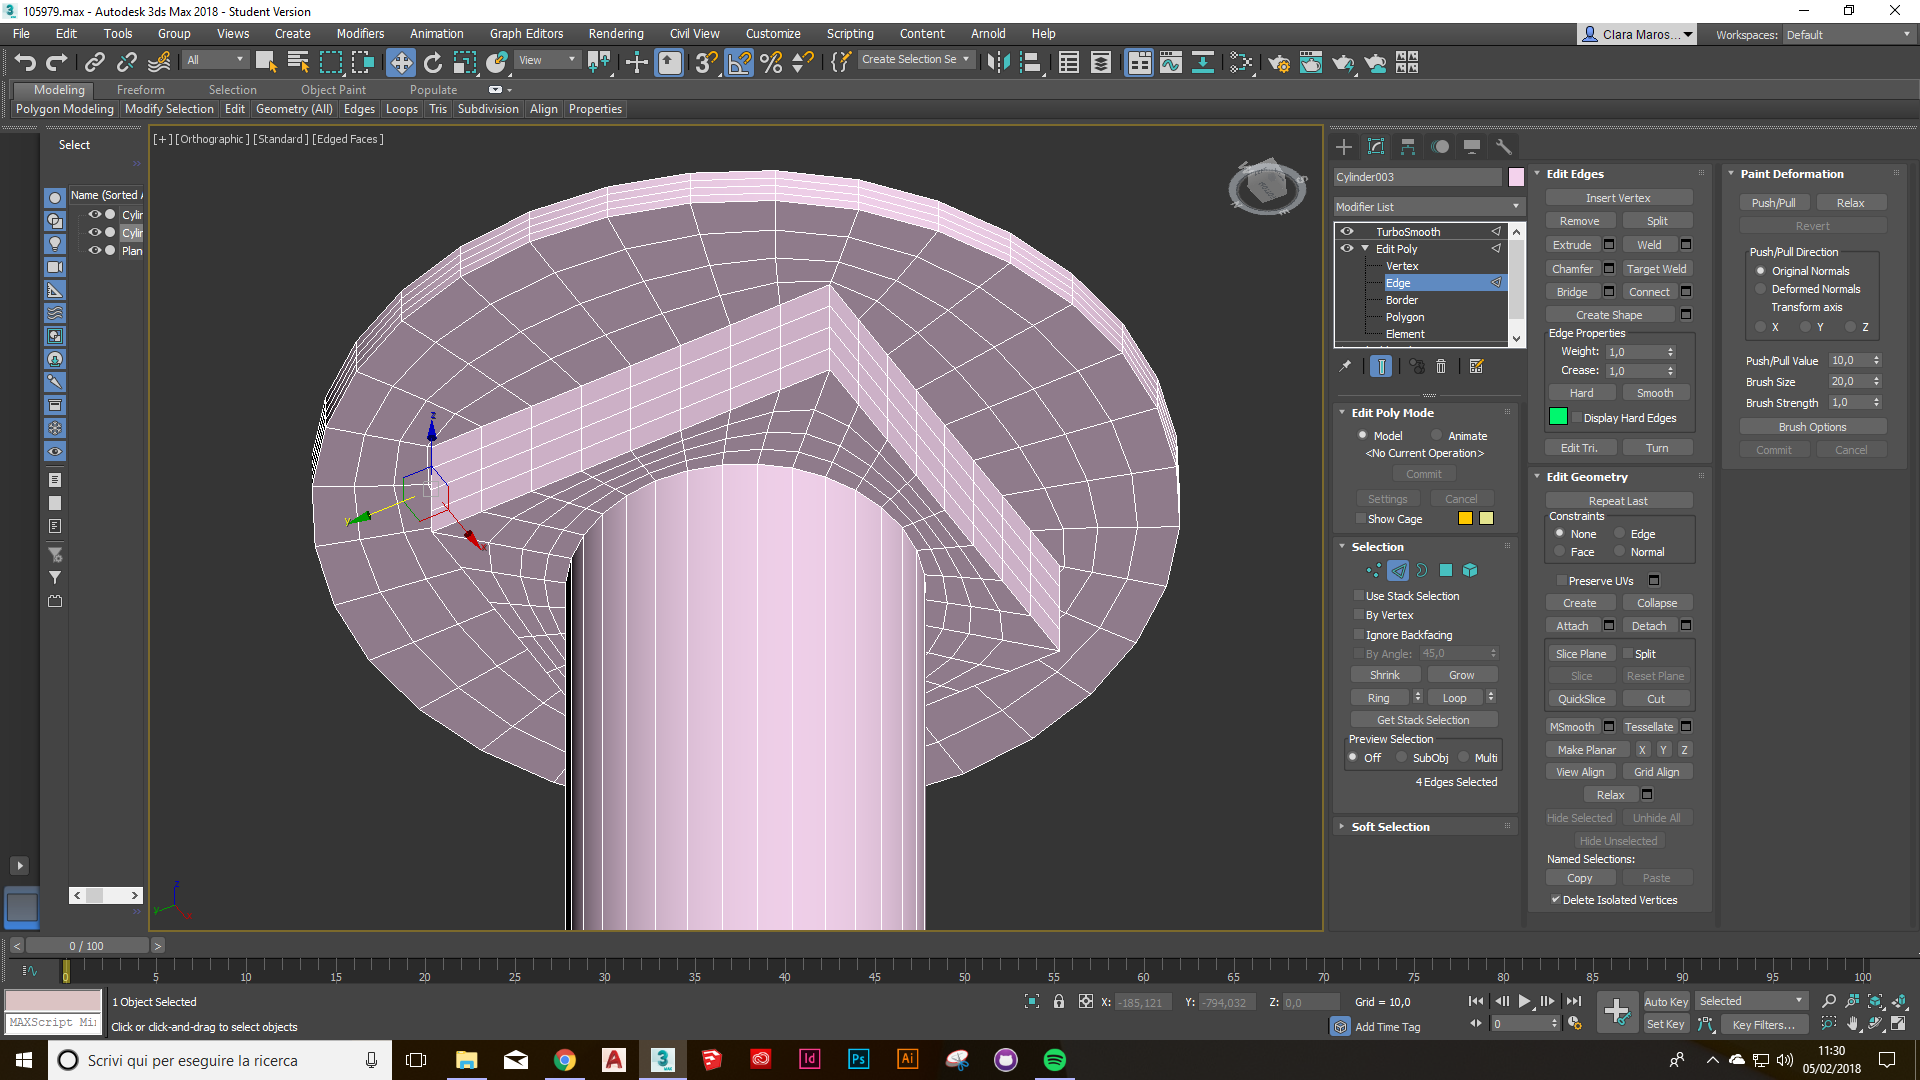 105979.max - Autodesk 3ds Max 2018 - Student Version
File Edit Tools Group Views Create Modifiers Animation Graph Editors Rendering Civil View Customize Scripting Content Arnold Help
Clara Maros... Workspaces: Default
All View Create Selection Se
Modeling Freeform Selection Object Paint Populate
Polygon Modeling Modify Selection Edit Geometry (All) Edges Loops Tris Subdivision Align Properties
Select
Name (Sorted A
Cylin
Cylin
Plan
[+] [Orthographic] [Standard] [Edged Faces]
z
y
x
z
y
x
Cylinder003
Modifier List
TurboSmooth
Edit Poly
Vertex
Edge
Border
Polygon
Element
Edit Poly Mode
Model Animate
<No Current Operation>
Commit
Settings Cancel
Show Cage
Selection
Use Stack Selection
By Vertex
Ignore Backfacing
By Angle: 45,0
Shrink Grow
Ring Loop
Get Stack Selection
Preview Selection
Off SubObj Multi
4 Edges Selected
Soft Selection
Edit Edges
Insert Vertex
Remove Split
Extrude Weld
Chamfer Target Weld
Bridge Connect
Create Shape
Edge Properties
Weight: 1,0
Crease: 1,0
Hard Smooth
Display Hard Edges
Edit Tri. Turn
Edit Geometry
Repeat Last
Constraints
None Edge
Face Normal
Preserve UVs
Create Collapse
Attach Detach
Slice Plane Split
Slice Reset Plane
QuickSlice Cut
MSmooth Tessellate
Make Planar X Y Z
View Align Grid Align
Relax
Hide Selected Unhide All
Hide Unselected
Named Selections:
Copy Paste
Delete Isolated Vertices
Paint Deformation
Push/Pull Relax
Revert
Push/Pull Direction
Original Normals
Deformed Normals
Transform axis
X Y Z
Push/Pull Value 10,0
Brush Size 20,0
Brush Strength 1,0
Brush Options
Commit Cancel
< 0 / 100 >
0 5 10 15 20 25 30 35 40 45 50 55 60 65 70 75 80 85 90 95 100
1 Object Selected
X: -185,121 Y: -794,032 Z: 0,0 Grid = 10,0
Auto Key Selected
MAXScript Mi
Click or click-and-drag to select objects
Add Time Tag
0
Set Key Key Filters...
Scrivi qui per eseguire la ricerca
A 3 MAX Id Ps Ai
11:30
05/02/2018